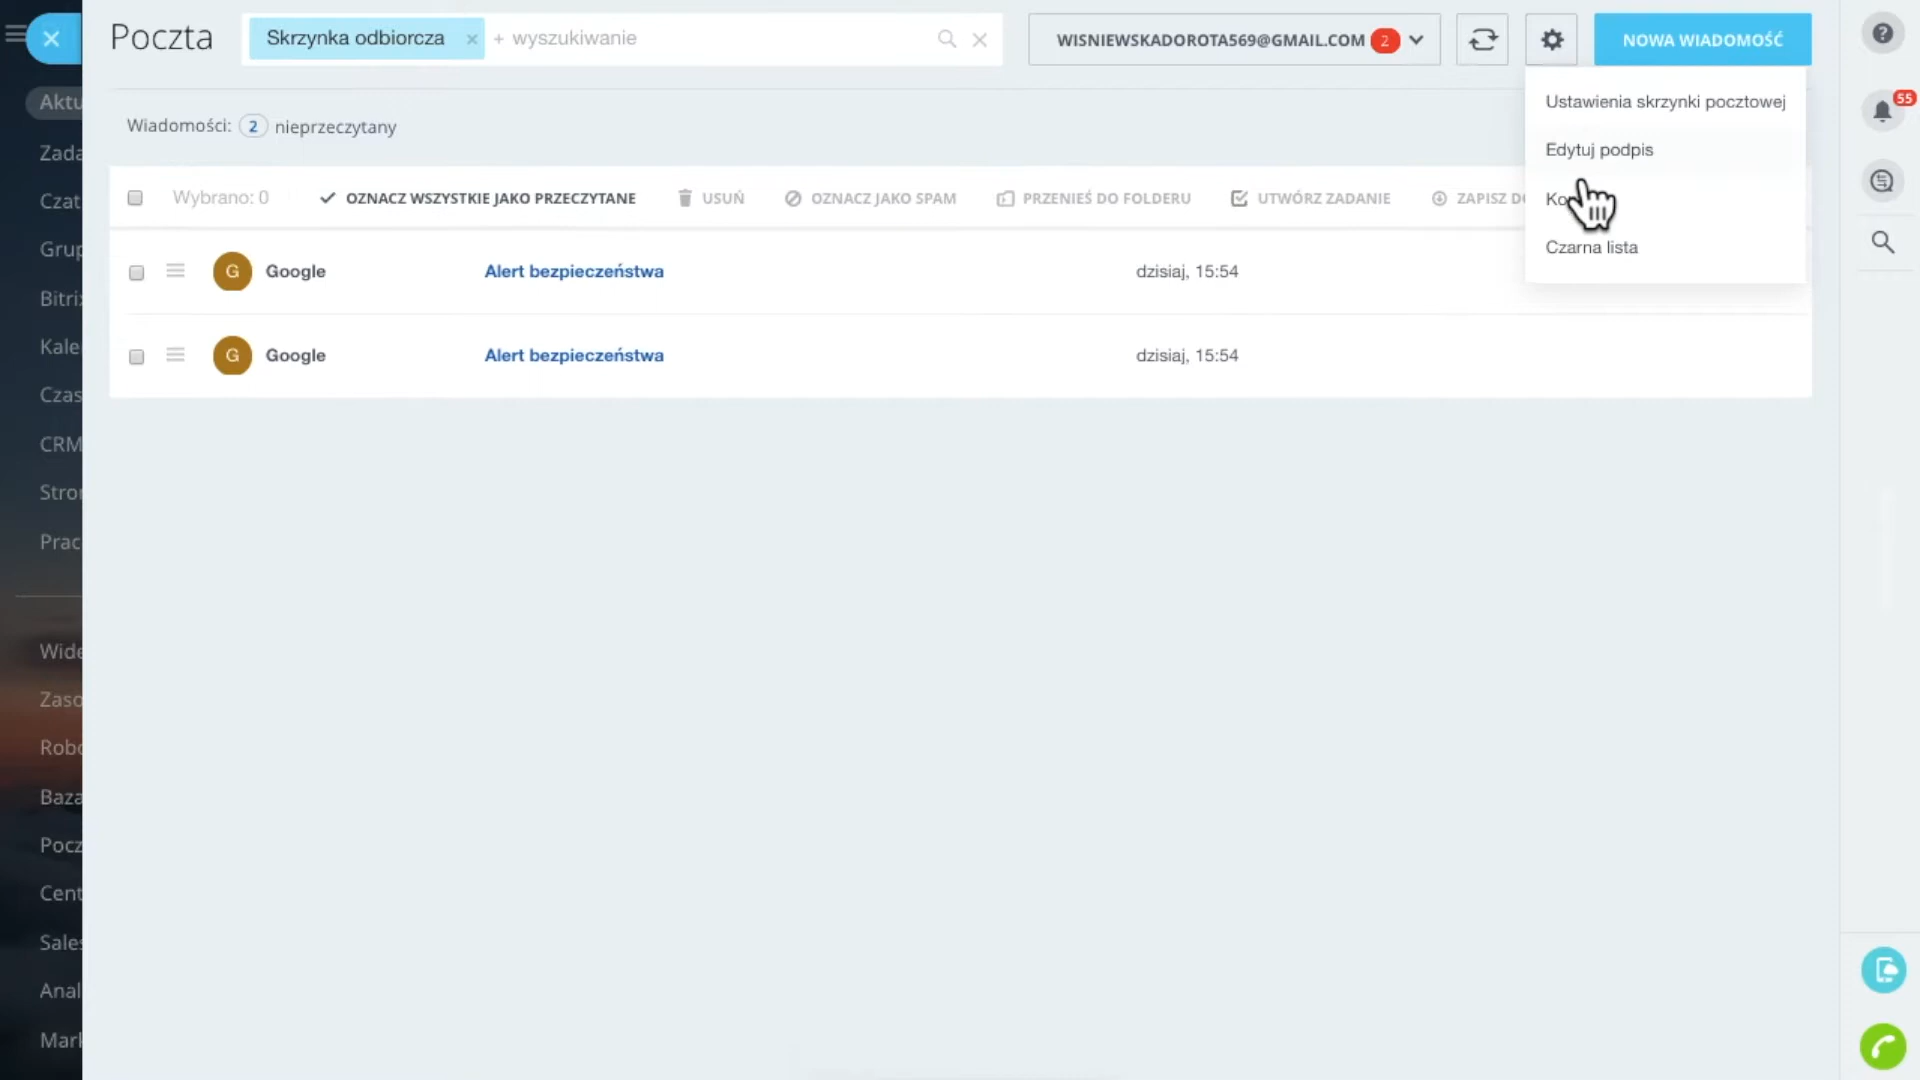 Poczta
Skrzynka odbiorcza × + wyszukiwanie
WISNIEWSKADOROTA569@GMAIL.COM 2
NOWA WIADOMOŚĆ
Ustawienia skrzynki pocztowej
Edytuj podpis
Czarna lista
Wiadomości: 2 nieprzeczytany
Wybrano: 0 OZNACZ WSZYSTKIE JAKO PRZECZYTANE USUŃ OZNACZ JAKO SPAM PRZENIEŚ DO FOLDERU UTWÓRZ ZADANIE ZAPISZ
G Google Alert bezpieczeństwa dzisiaj, 15:54
G Google Alert bezpieczeństwa dzisiaj, 15:54
Aktu
Zada
Czat
Grup
Bitri
Kale
Czas
CRM
Stro
Prac
Wide
Zaso
Robo
Baza
Pocz
Cent
Sales
Anal
Mark
?
55